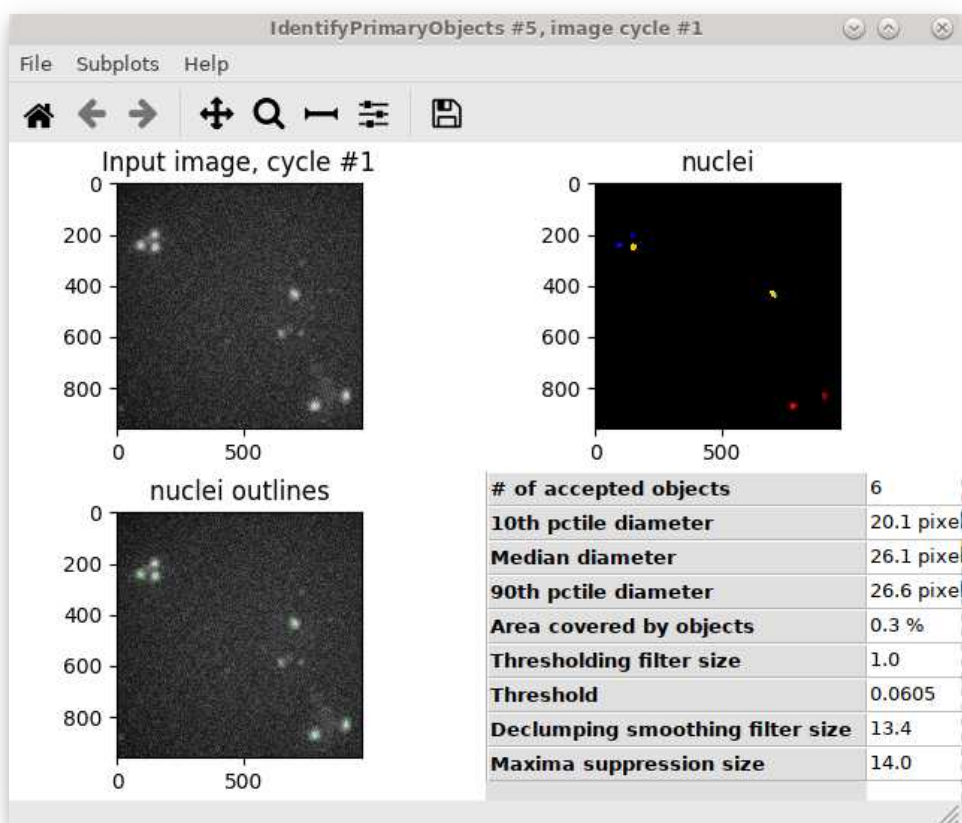 IdentifyPrimaryObjects #5, image cycle #1
File Subplots Help
Input image, cycle #1
0
200
400
600
800
0 500
nuclei
0
200
400
600
800
0 500
nuclei outlines
0
200
400
600
800
0 500
# of accepted objects 6
10th pctile diameter 20.1 pixel
Median diameter 26.1 pixel
90th pctile diameter 26.6 pixel
Area covered by objects 0.3 %
Thresholding filter size 1.0
Threshold 0.0605
Declumping smoothing filter size 13.4
Maxima suppression size 14.0